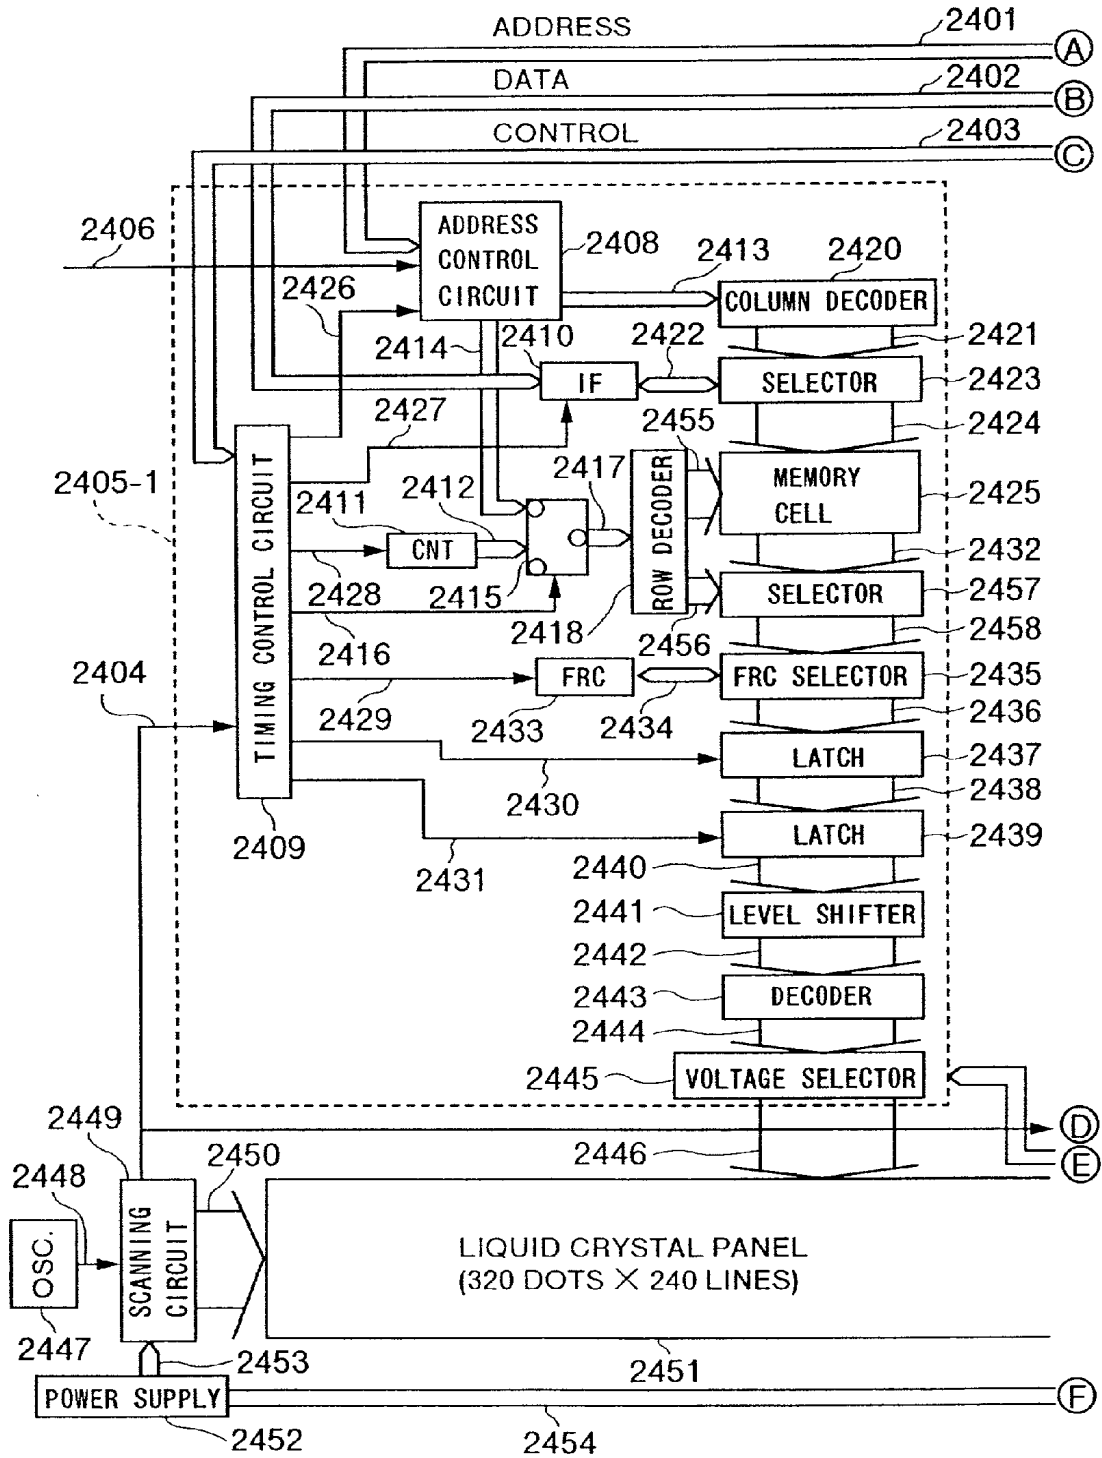 ADDRESS
2401
A
DATA
2402
B
CONTROL
2403
C
2406
ADDRESS
CONTROL
CIRCUIT
2408
2413
2420
2426
COLUMN DECODER
2414
2410
2422
2421
IF
SELECTOR
2423
2427
2455
2424
2405-1
TIMING CONTROL CIRCUIT
2411
2412
2417
ROW DECODER
MEMORY
CELL
2425
CNT
2432
2428
2415
2418
2456
SELECTOR
2457
2458
2404
2416
FRC
FRC SELECTOR
2435
2429
2433
2434
2436
LATCH
2437
2430
2438
2409
LATCH
2439
2431
2440
2441
LEVEL SHIFTER
2442
2443
DECODER
2444
2445
VOLTAGE SELECTOR
2449
D
2450
2446
E
2448
OSC.
SCANNING
CIRCUIT
LIQUID CRYSTAL PANEL
(320 DOTS × 240 LINES)
2447
2453
2451
POWER SUPPLY
F
2452
2454